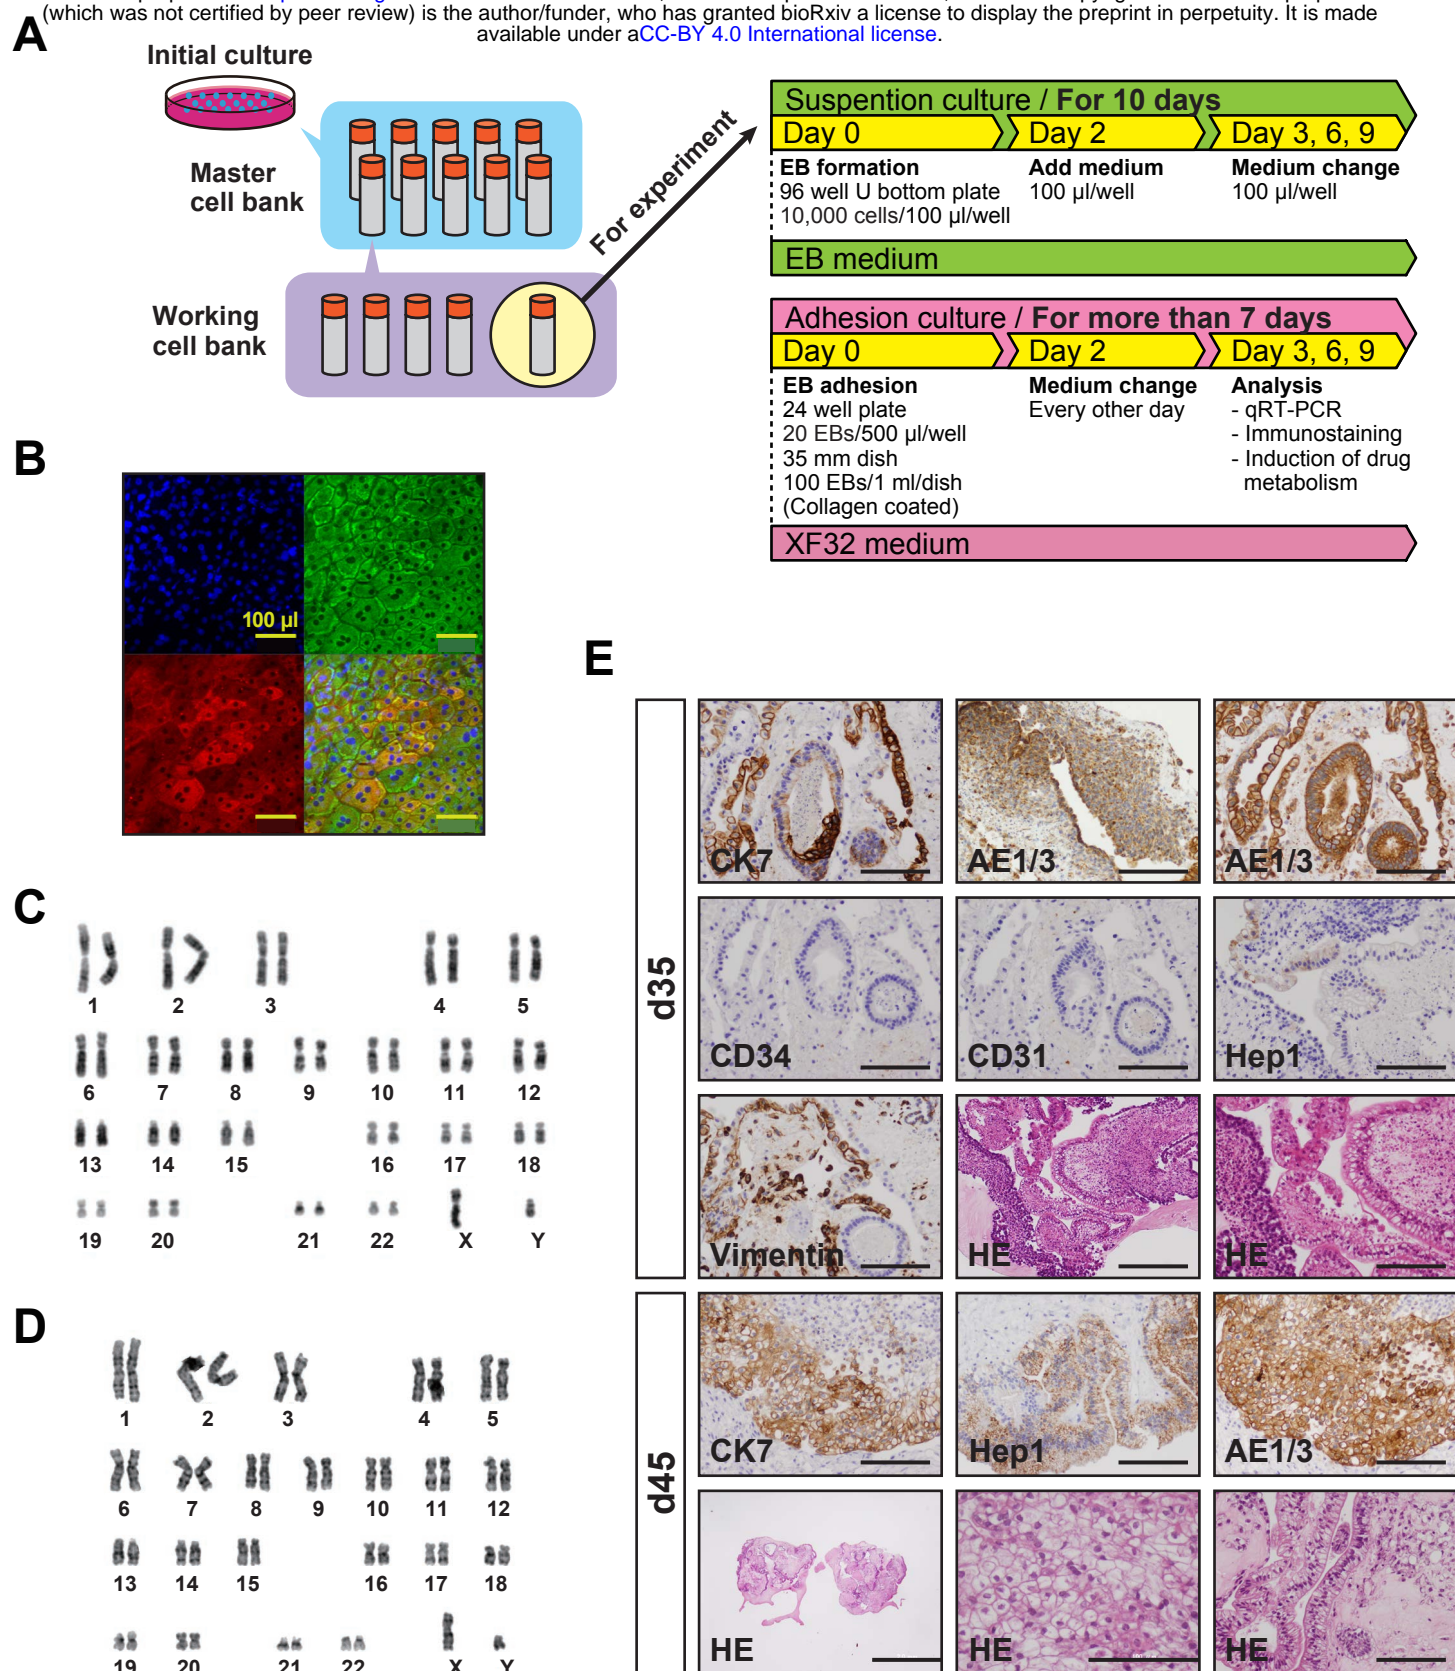 (which was not certified by peer review) is the author/funder, who has granted bioRxiv a license to display the preprint in perpetuity. It is made
available under aCC-BY 4.0 International license.
A
Initial culture
Master
cell bank
Working
cell bank
For experiment
Suspention culture / For 10 days
Day 0
Day 2
Day 3, 6, 9
EB formation
96 well U bottom plate
10,000 cells/100 µl/well
Add medium
100 µl/well
Medium change
100 µl/well
EB medium
Adhesion culture / For more than 7 days
Day 0
Day 2
Day 3, 6, 9
EB adhesion
24 well plate
20 EBs/500 µl/well
35 mm dish
100 EBs/1 ml/dish
(Collagen coated)
Medium change
Every other day
Analysis
- qRT-PCR
- Immunostaining
- Induction of drug
metabolism
XF32 medium
B
100 µl
C
1 2 3 4 5
6 7 8 9 10 11 12
13 14 15 16 17 18
19 20 21 22 X Y
D
1 2 3 4 5
6 7 8 9 10 11 12
13 14 15 16 17 18
19 20 21 22 X Y
E
d35
CK7
AE1/3
AE1/3
CD34
CD31
Hep1
Vimentin
HE
HE
d45
CK7
Hep1
AE1/3
HE
HE
HE